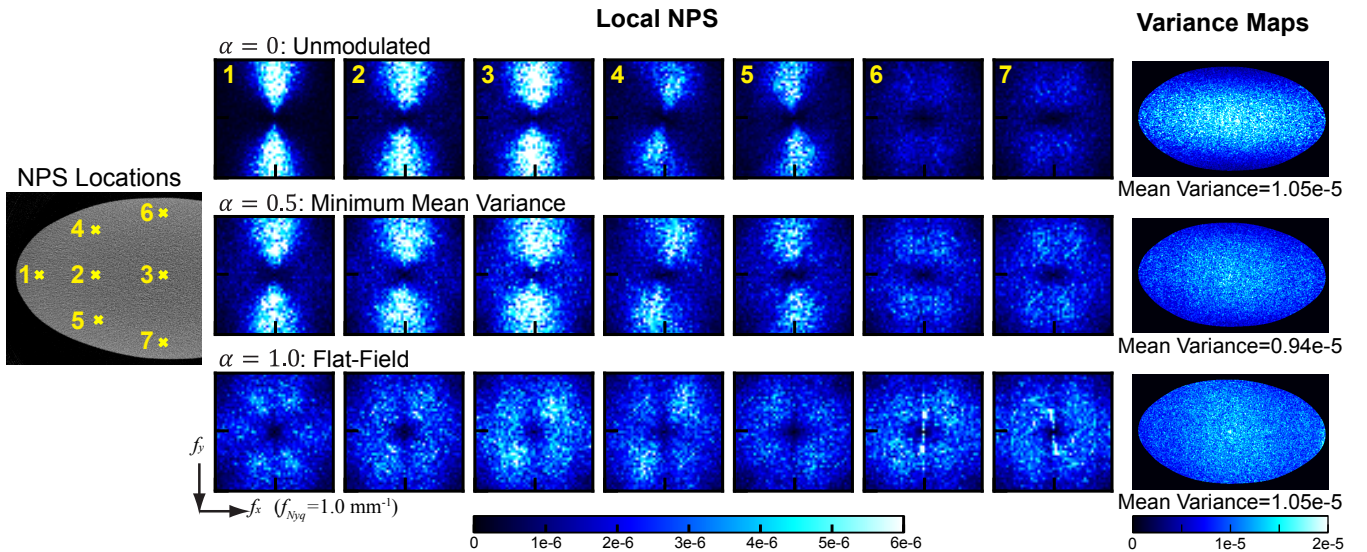 Local NPS
Variance Maps
α = 0: Unmodulated
1 2 3 4 5 6 7
Mean Variance=1.05e-5
NPS Locations
6
4
1 2 3
5
7
α = 0.5: Minimum Mean Variance
Mean Variance=0.94e-5
α = 1.0: Flat-Field
Mean Variance=1.05e-5
fy
fx (fNyq=1.0 mm-1)
0 1e-6 2e-6 3e-6 4e-6 5e-6 6e-6
0 1e-5 2e-5